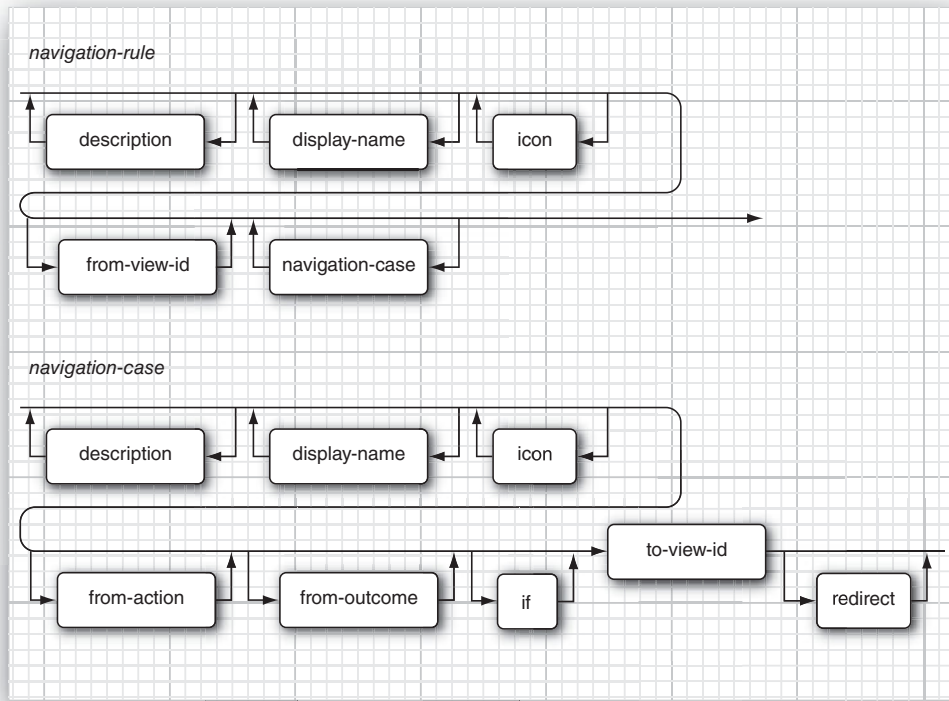 navigation-rule
description
display-name
icon
from-view-id
navigation-case
navigation-case
description
display-name
icon
to-view-id
from-action
from-outcome
if
redirect